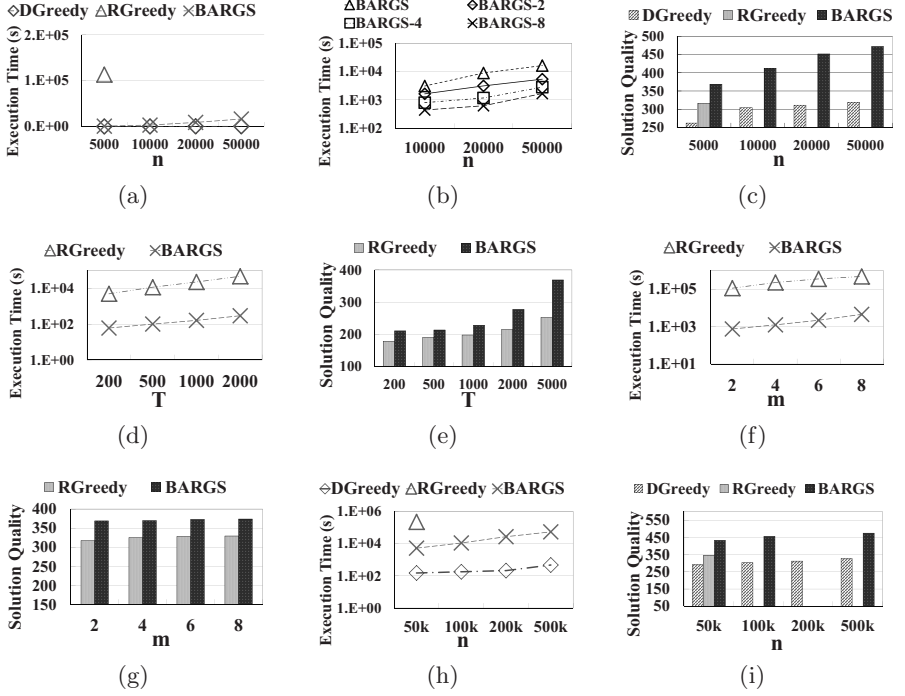 DGreedy RGreedy BARGS
Execution Time (s)
2.E+05
1.E+05
0.E+00
5000 10000 20000 50000
n
(a)
BARGS BARGS-2
BARGS-4 BARGS-8
Execution Time (s)
1.E+05
1.E+04
1.E+03
1.E+02
10000 20000 50000
n
(b)
DGreedy RGreedy BARGS
Solution Quality
500
450
400
350
300
250
5000 10000 20000 50000
n
(c)
RGreedy BARGS
Execution Time (s)
1.E+04
1.E+02
1.E+00
200 500 1000 2000
T
(d)
RGreedy BARGS
Solution Quality
400
300
200
100
200 500 1000 2000 5000
T
(e)
RGreedy BARGS
Execution Time (s)
1.E+05
1.E+03
1.E+01
2 4 6 8
m
(f)
RGreedy BARGS
Solution Quality
400
350
300
250
200
150
2 4 6 8
m
(g)
DGreedy RGreedy BARGS
Execution Time (s)
1.E+06
1.E+04
1.E+02
1.E+00
50k 100k 200k 500k
n
(h)
DGreedy RGreedy BARGS
Solution Quality
550
450
350
250
150
50
50k 100k 200k 500k
n
(i)